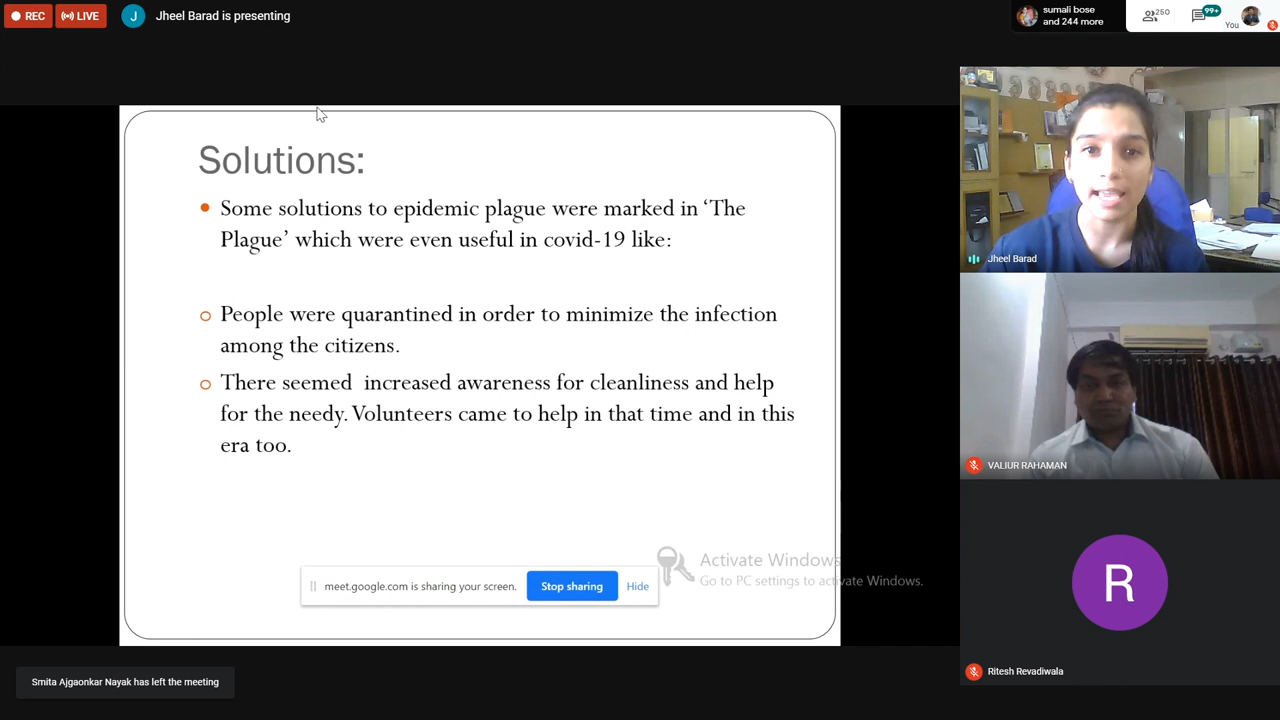 REC
LIVE
J
Jheel Barad is presenting
sumali bose
and 244 more
250
99+
You
Solutions:
Some solutions to epidemic plague were marked in ‘The
Plague’ which were even useful in covid-19 like:
People were quarantined in order to minimize the infection
among the citizens.
There seemed  increased awareness for cleanliness and help
for the needy. Volunteers came to help in that time and in this
era too.
Activate Windows
Go to PC settings to activate Windows.
meet.google.com is sharing your screen.
Stop sharing
Hide
Jheel Barad
VALIUR RAHAMAN
R
Ritesh Revadiwala
Smita Ajgaonkar Nayak has left the meeting